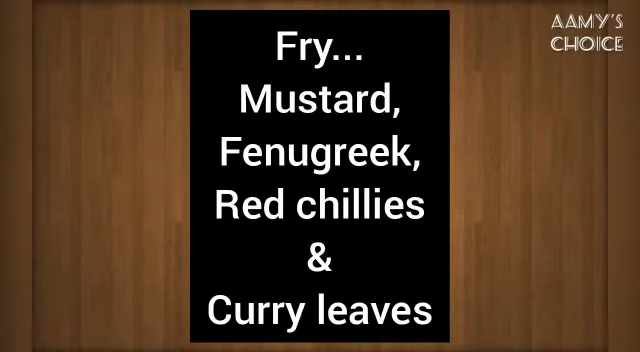 AAMY'S
CHOICE
Fry...
Mustard,
Fenugreek,
Red chillies
&
Curry leaves